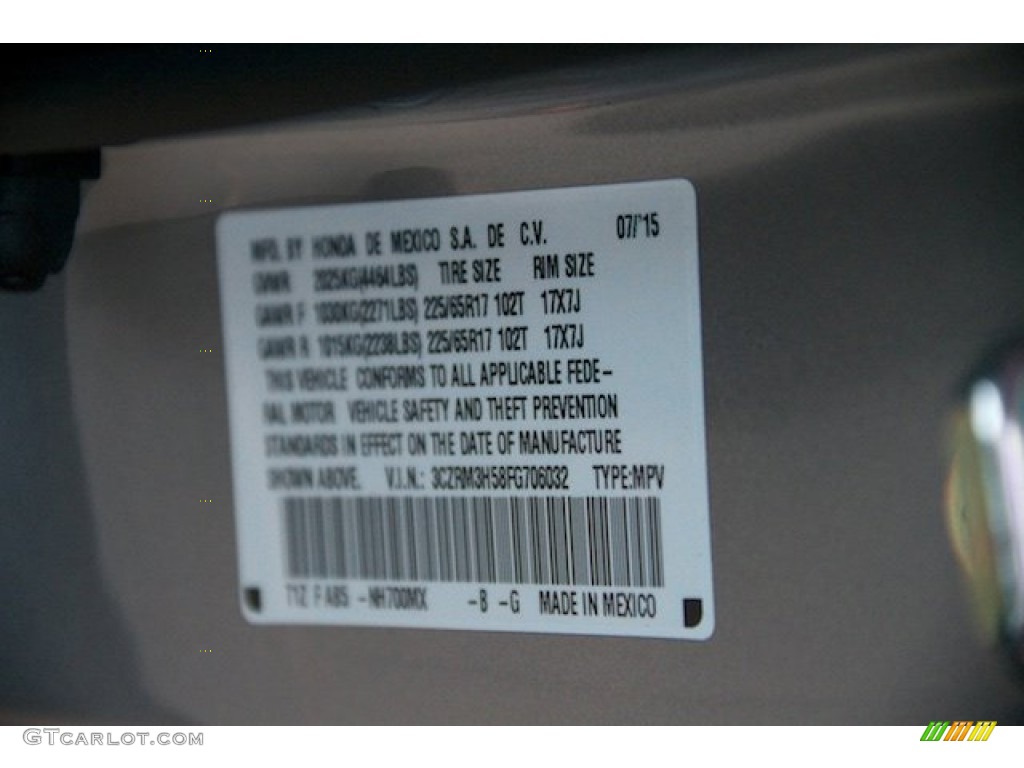 MFD. BY HONDA DE MEXICO S.A. DE C.V. 07/'15
GVWR 2025KG(4464LBS) TIRE SIZE RIM SIZE
GAWR F 1030KG(2271LBS) 225/65R17 102T 17X7J
GAWR R 1015KG(2238LBS) 225/65R17 102T 17X7J
THIS VEHICLE CONFORMS TO ALL APPLICABLE FEDE-
RAL MOTOR VEHICLE SAFETY AND THEFT PREVENTION
STANDARDS IN EFFECT ON THE DATE OF MANUFACTURE
SHOWN ABOVE. V.I.N.: 3CZRM3H58FG706032 TYPE:MPV
T1Z F AB5 -NH700MX -B -G MADE IN MEXICO
GTCARLOT.COM